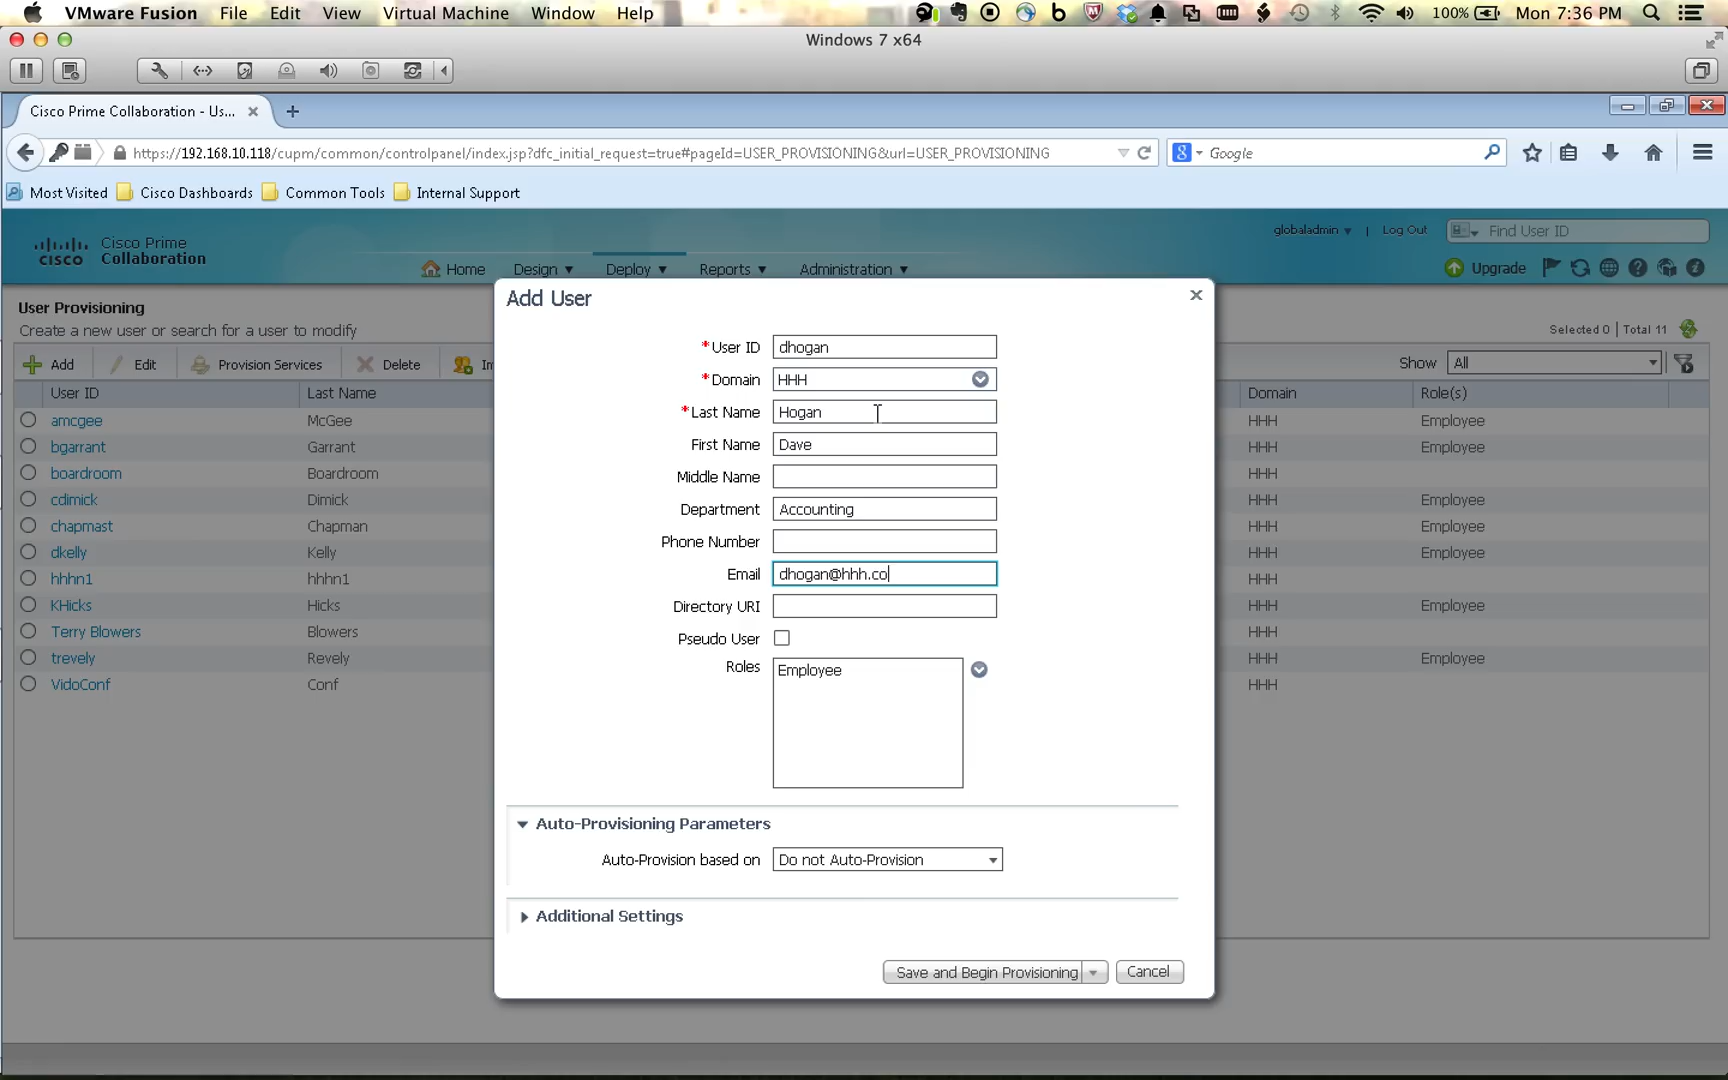 VMware Fusion File Edit View Virtual Machine Window Help 100% Mon 7:36 PM
Windows 7 x64
Cisco Prime Collaboration - Us...
https://192.168.10.118/cupm/common/controlpanel/index.jsp?dfc_initial_request=true#pageId=USER_PROVISIONING&url=USER_PROVISIONING Google
Most Visited Cisco Dashboards Common Tools Internal Support
cisco Cisco Prime
Collaboration
globaladmin | Log Out Find User ID
Home Design Deploy Reports Administration Upgrade
User Provisioning
Create a new user or search for a user to modify
Selected 0 | Total 11
Add Edit Provision Services Delete Im Show All
User ID Last Name Domain Role(s)
amcgee McGee HHH Employee
bgarrant Garrant HHH Employee
boardroom Boardroom HHH
cdimick Dimick HHH Employee
chapmast Chapman HHH Employee
dkelly Kelly HHH Employee
hhhn1 hhhn1 HHH
KHicks Hicks HHH Employee
Terry Blowers Blowers HHH
trevely Revely HHH Employee
VidoConf Conf HHH
Add User
*User ID dhogan
*Domain HHH
*Last Name Hogan
First Name Dave
Middle Name
Department Accounting
Phone Number
Email dhogan@hhh.co
Directory URI
Pseudo User
Roles Employee
Auto-Provisioning Parameters
Auto-Provision based on Do not Auto-Provision
Additional Settings
Save and Begin Provisioning Cancel